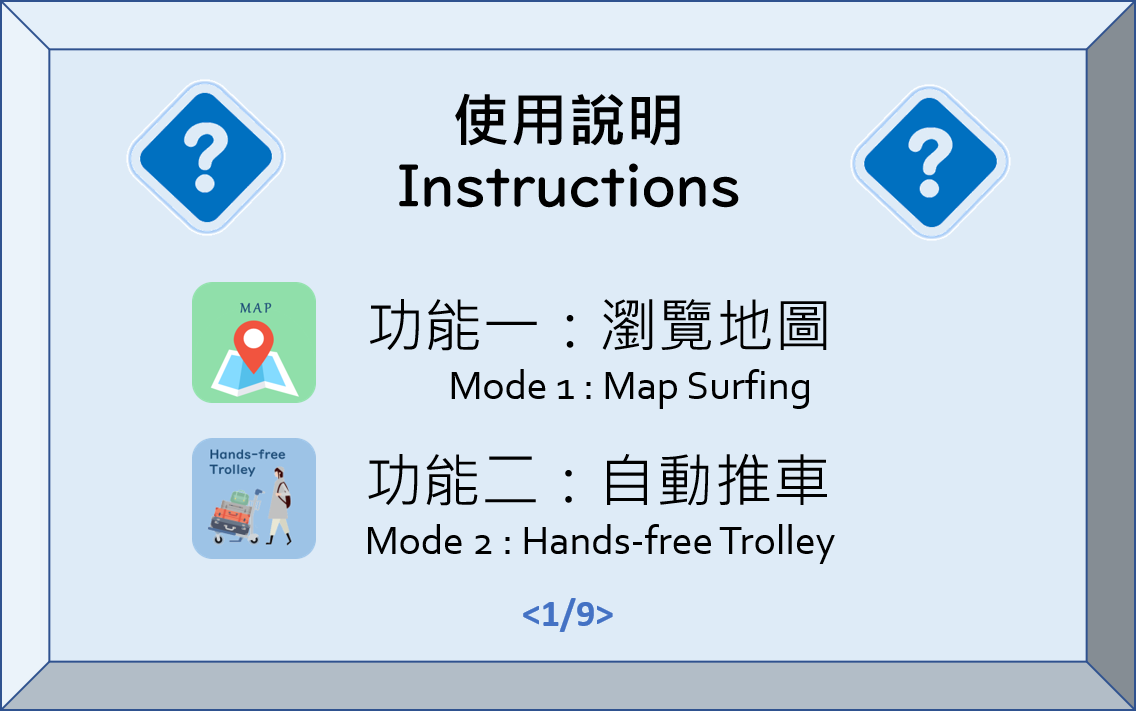 使用說明
Instructions
MAP
功能一：瀏覽地圖
Mode 1 : Map Surfing
Hands-free
Trolley
功能二：自動推車
Mode 2 : Hands-free Trolley
<1/9>